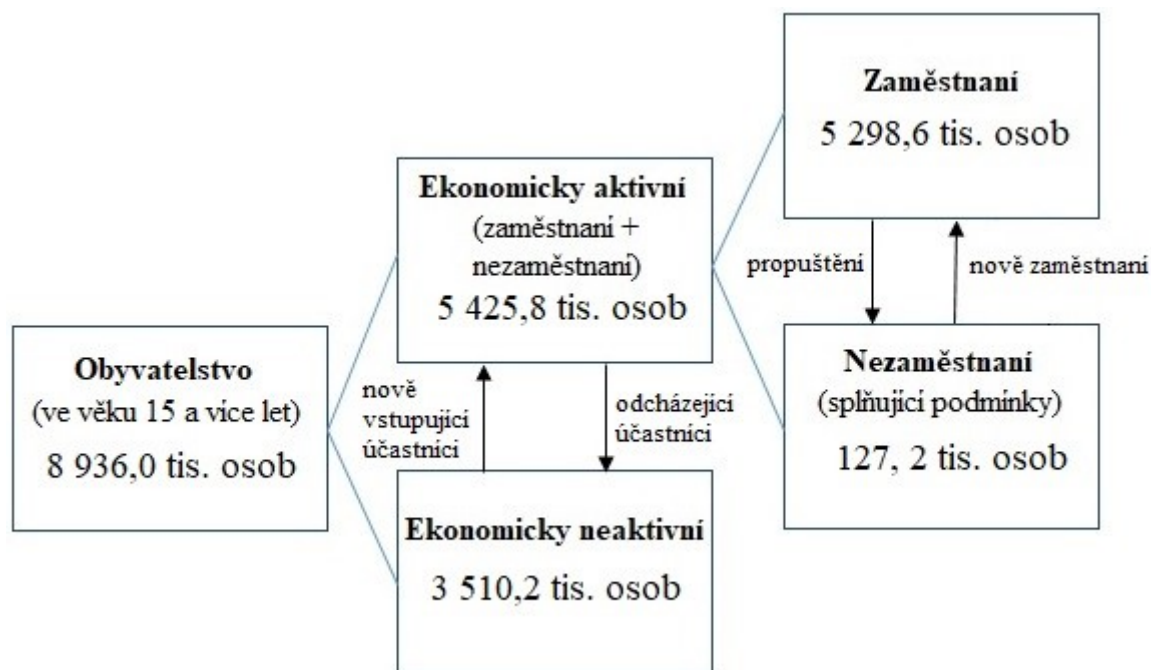 Obyvatelstvo
(ve věku 15 a více let)
8 936,0 tis. osob
Ekonomicky aktivní
(zaměstnaní +
nezaměstnaní)
5 425,8 tis. osob
nově
vstupující
účastníci
odcházející
účastníci
Ekonomicky neaktivní
3 510,2 tis. osob
Zaměstnaní
5 298,6 tis. osob
propuštění
nově zaměstnaní
Nezaměstnaní
(splňující podmínky)
127, 2 tis. osob